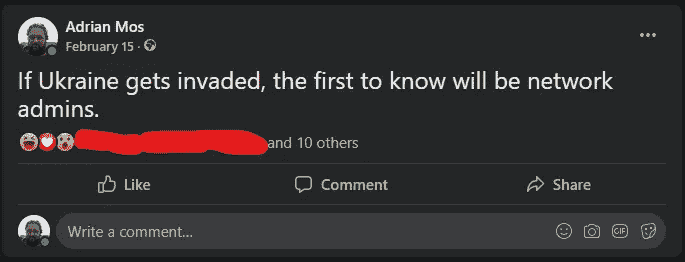 Adrian Mos
February 15 ·
If Ukraine gets invaded, the first to know will be network
admins.
and 10 others
Like
Comment
Share
Write a comment...
GIF